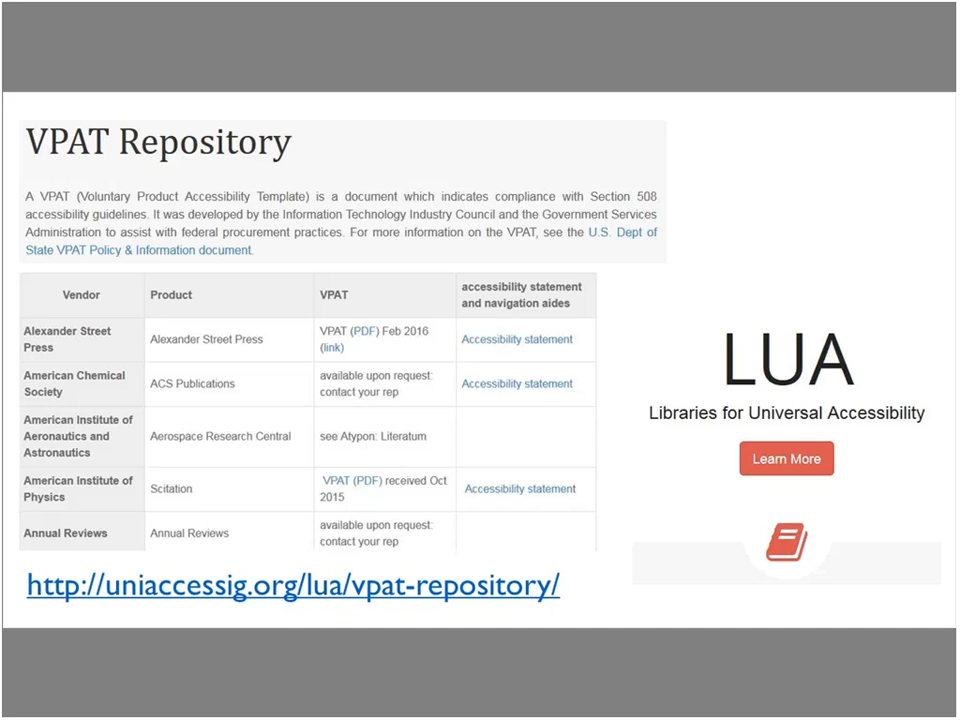 VPAT Repository
A VPAT (Voluntary Product Accessibility Template) is a document which indicates compliance with Section 508
accessibility guidelines. It was developed by the Information Technology Industry Council and the Government Services
Administration to assist with federal procurement practices. For more information on the VPAT, see the U.S. Dept of
State VPAT Policy & Information document.
Vendor Product VPAT accessibility statement
and navigation aides
Alexander Street
Press
Alexander Street Press
VPAT (PDF) Feb 2016
(link)
Accessibility statement
American Chemical
Society
ACS Publications
available upon request:
contact your rep
Accessibility statement
American Institute of
Aeronautics and
Astronautics
Aerospace Research Central
see Atypon: Literatum
American Institute of
Physics
Scitation
VPAT (PDF) received Oct
2015
Accessibility statement
Annual Reviews
Annual Reviews
available upon request:
contact your rep
http://uniaccessig.org/lua/vpat-repository/
LUA
Libraries for Universal Accessibility
Learn More